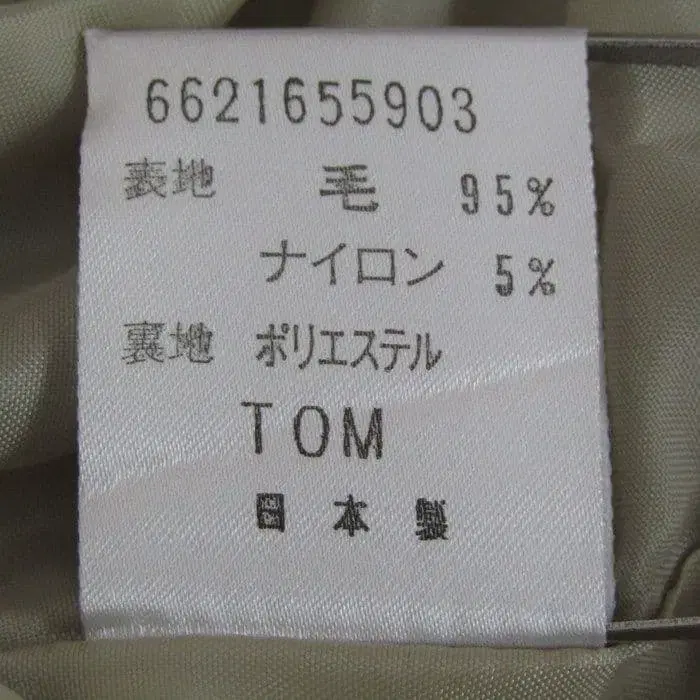 6621655903
表地 毛 95%
ナイロン 5%
裏地 ポリエステル
TOM
日本製